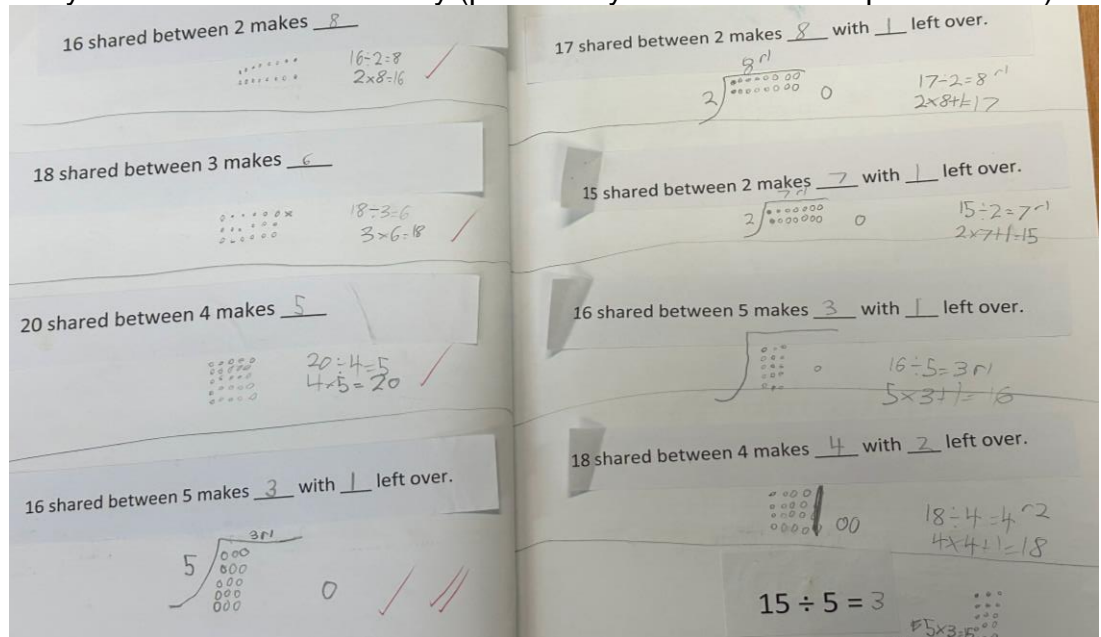 16 shared between 2 makes 8
16÷2=8
2×8=16
18 shared between 3 makes 6
18÷3=6
3×6=18
20 shared between 4 makes 5
20÷4=5
4×5=20
16 shared between 5 makes 3 with 1 left over.
3r1
5
17 shared between 2 makes 8 with 1 left over.
8r1
2
17÷2=8r1
2×8+1=17
15 shared between 2 makes 7 with 1 left over.
7r1
2
15÷2=7r1
2×7+1=15
16 shared between 5 makes 3 with 1 left over.
16÷5=3r1
5×3+1=16
18 shared between 4 makes 4 with 2 left over.
18÷4=4r2
4×4+1=18
15 ÷ 5 = 3
5×3=15